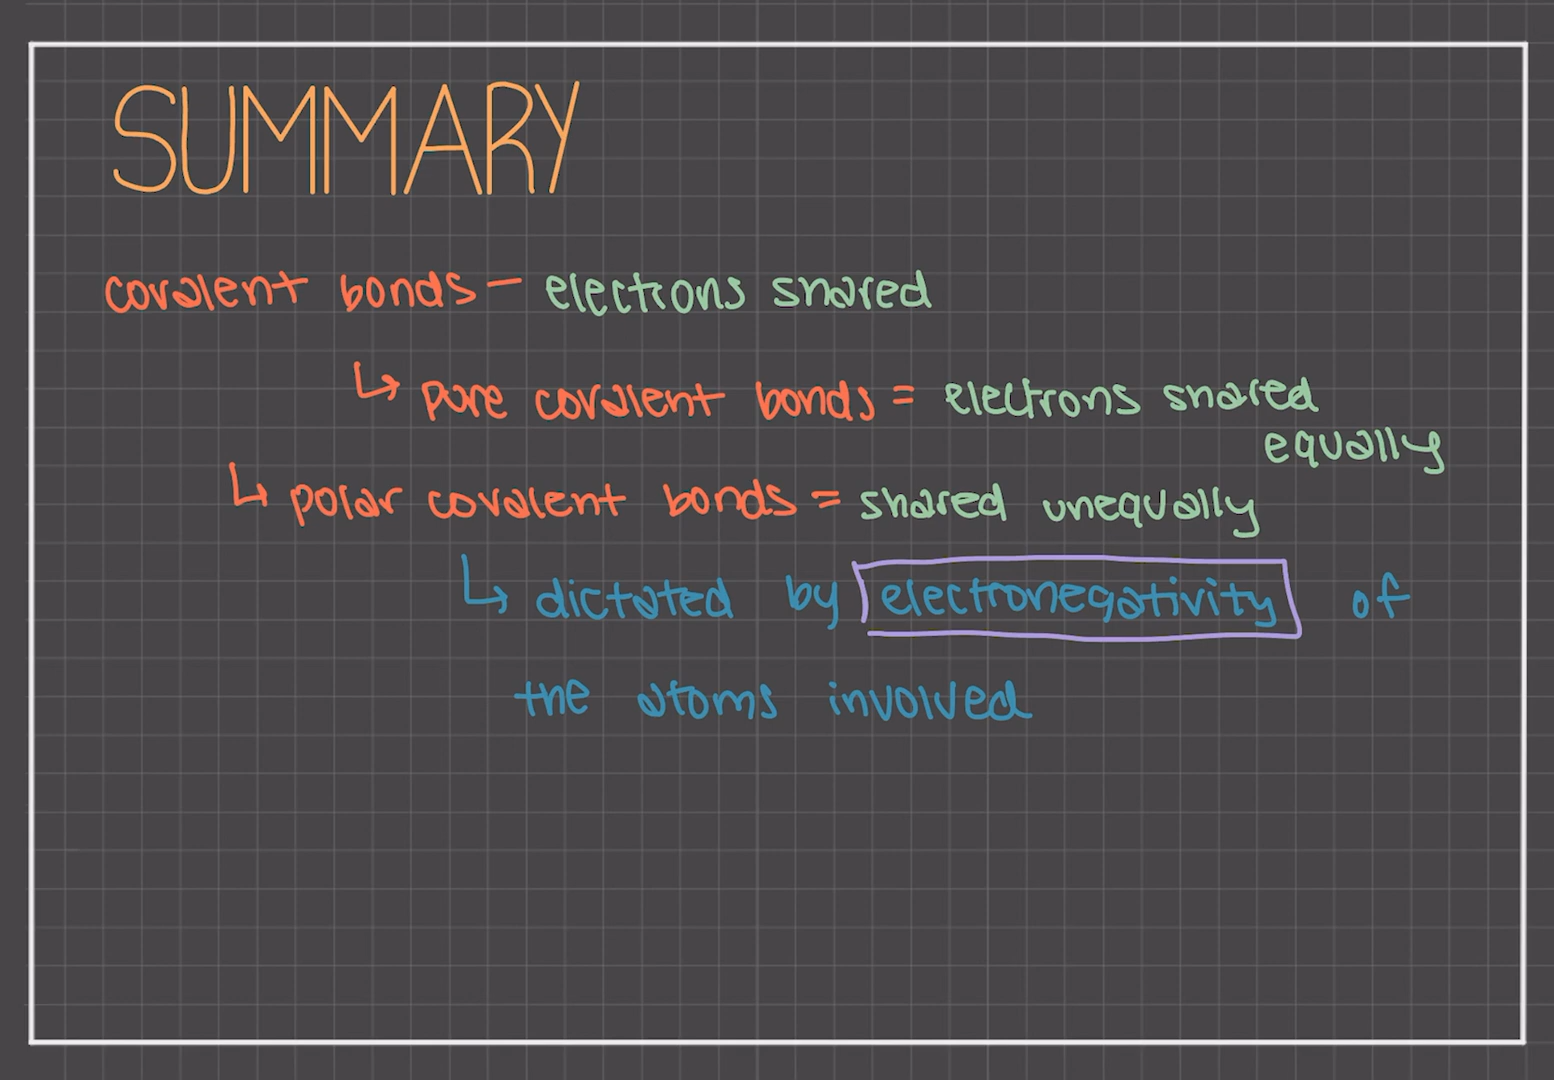 SUMMARY
covalent bonds - electrons shared
↳ pure covalent bonds = electrons shared
equally
↳ polar covalent bonds = shared unequally
↳ dictated by electronegativity of
the atoms involved